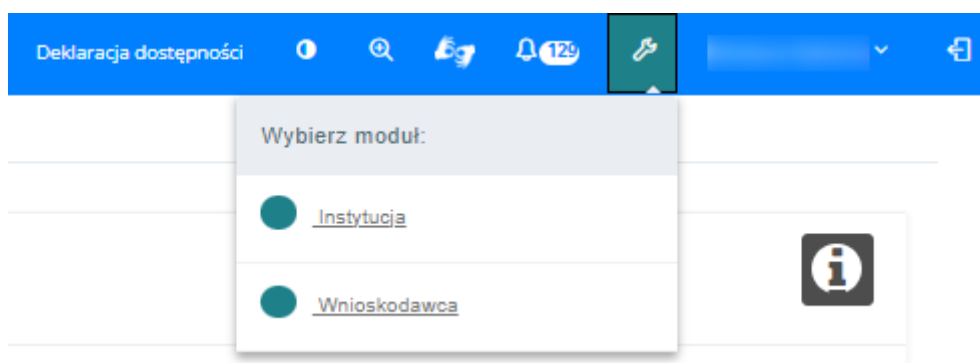 Deklaracja dostępności 129
Wybierz moduł:
Instytucja
Wnioskodawca